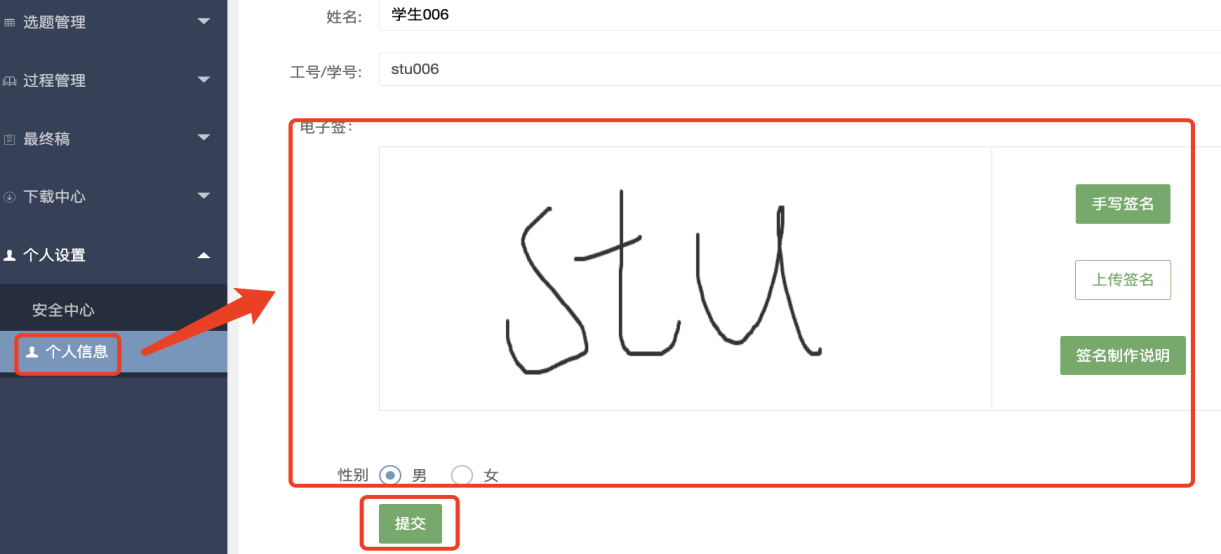 选题管理
过程管理
最终稿
下载中心
个人设置
安全中心
个人信息
姓名: 学生006
工号/学号: stu006
电子签:
stu
手写签名
上传签名
签名制作说明
性别 男 女
提交